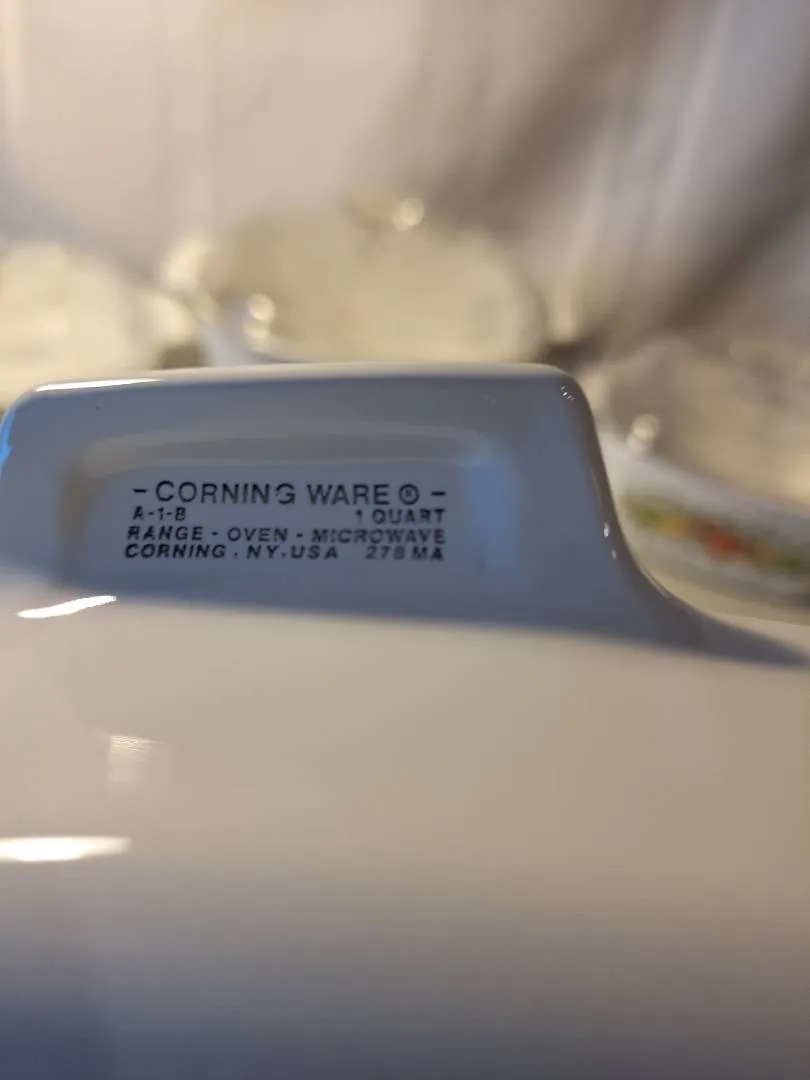 - CORNING WARE ® -
A-1-B 1 QUART
RANGE - OVEN - MICROWAVE
CORNING . NY. USA 278 MA